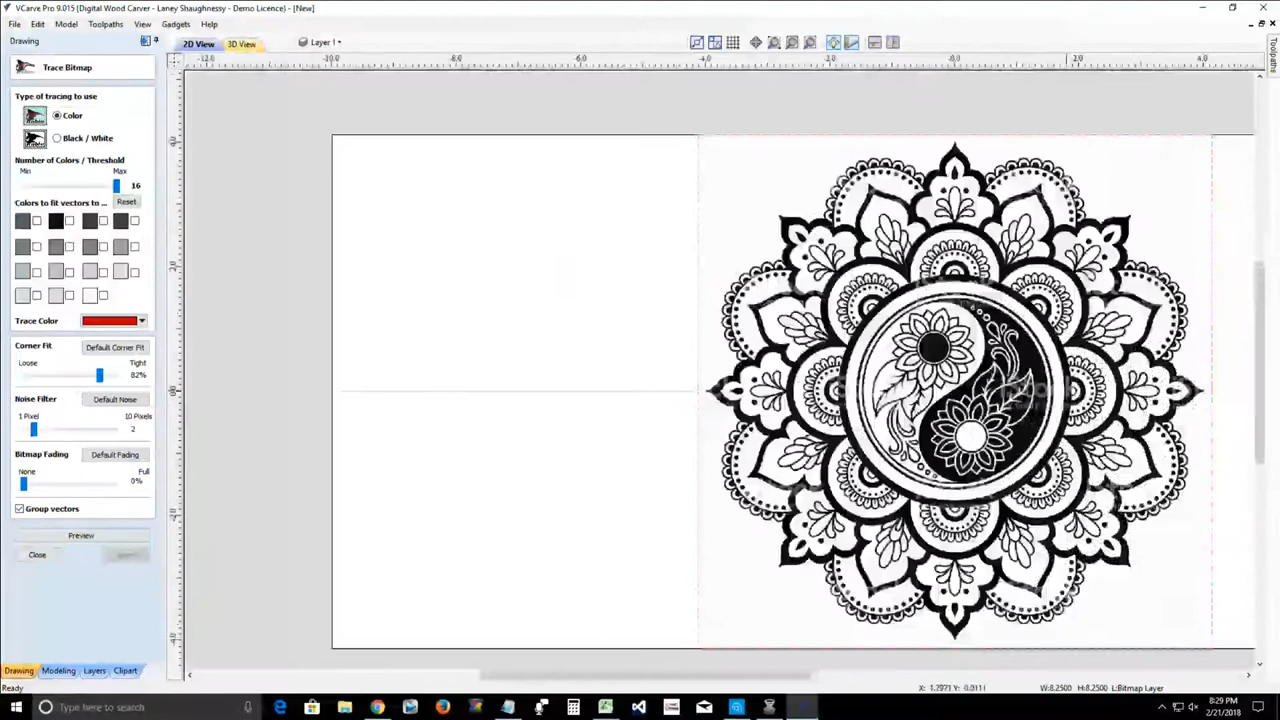 VCarve Pro 9.015 {Digital Wood Carver - Laney Shaughnessy - Demo Licence} - [New]
File Edit Model Toolpaths View Gadgets Help
Drawing
2D View 3D View Layer 1
Toolpaths
Trace Bitmap
Type of tracing to use
Color
Black / White
Number of Colors / Threshold
Min Max
16
Colors to fit vectors to ... Reset
Trace Color
Corner Fit Default Corner Fit
Loose Tight
82%
Noise Filter Default Noise
1 Pixel 10 Pixels
2
Bitmap Fading Default Fading
None Full
0%
Group vectors
Preview
Close
Drawing Modeling Layers Clipart
Ready
X: 1.2971 Y: 0.0111 W:8.2500 H:8.2500 L:Bitmap Layer
Type here to search
8:29 PM
2/21/2018